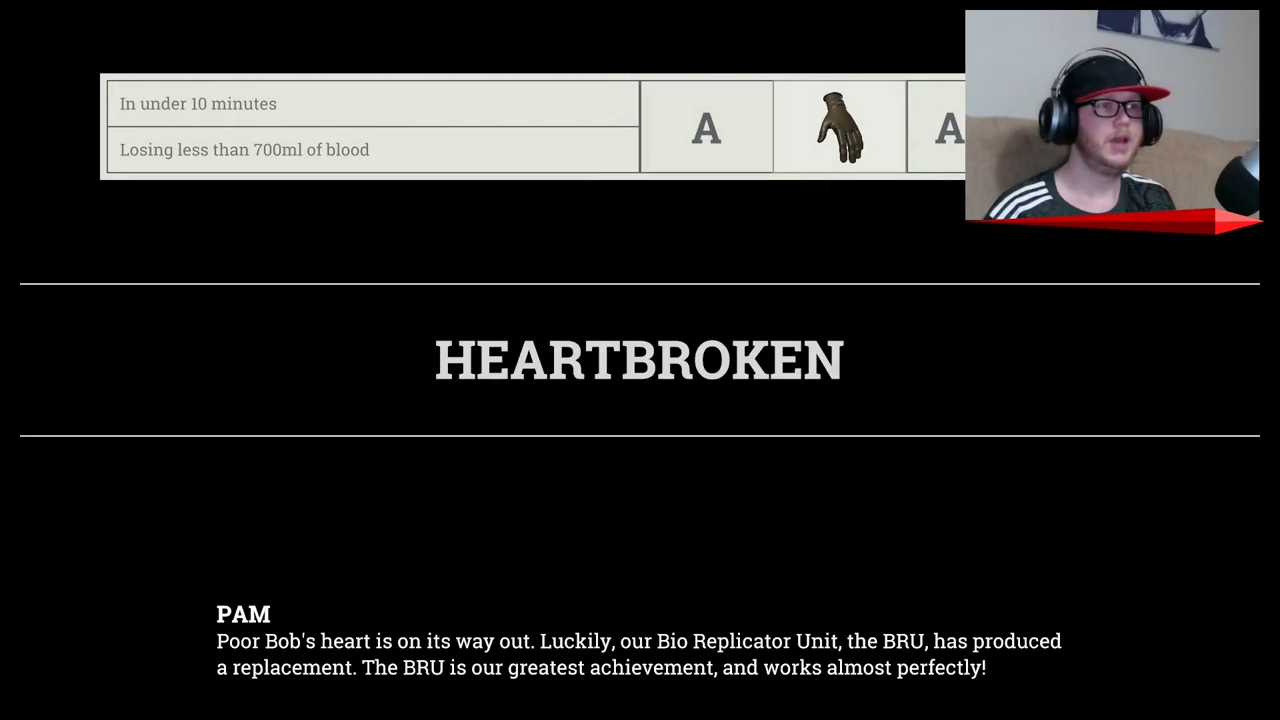 In under 10 minutes
Losing less than 700ml of blood
A
A
HEARTBROKEN
PAM
Poor Bob's heart is on its way out. Luckily, our Bio Replicator Unit, the BRU, has produced
a replacement. The BRU is our greatest achievement, and works almost perfectly!